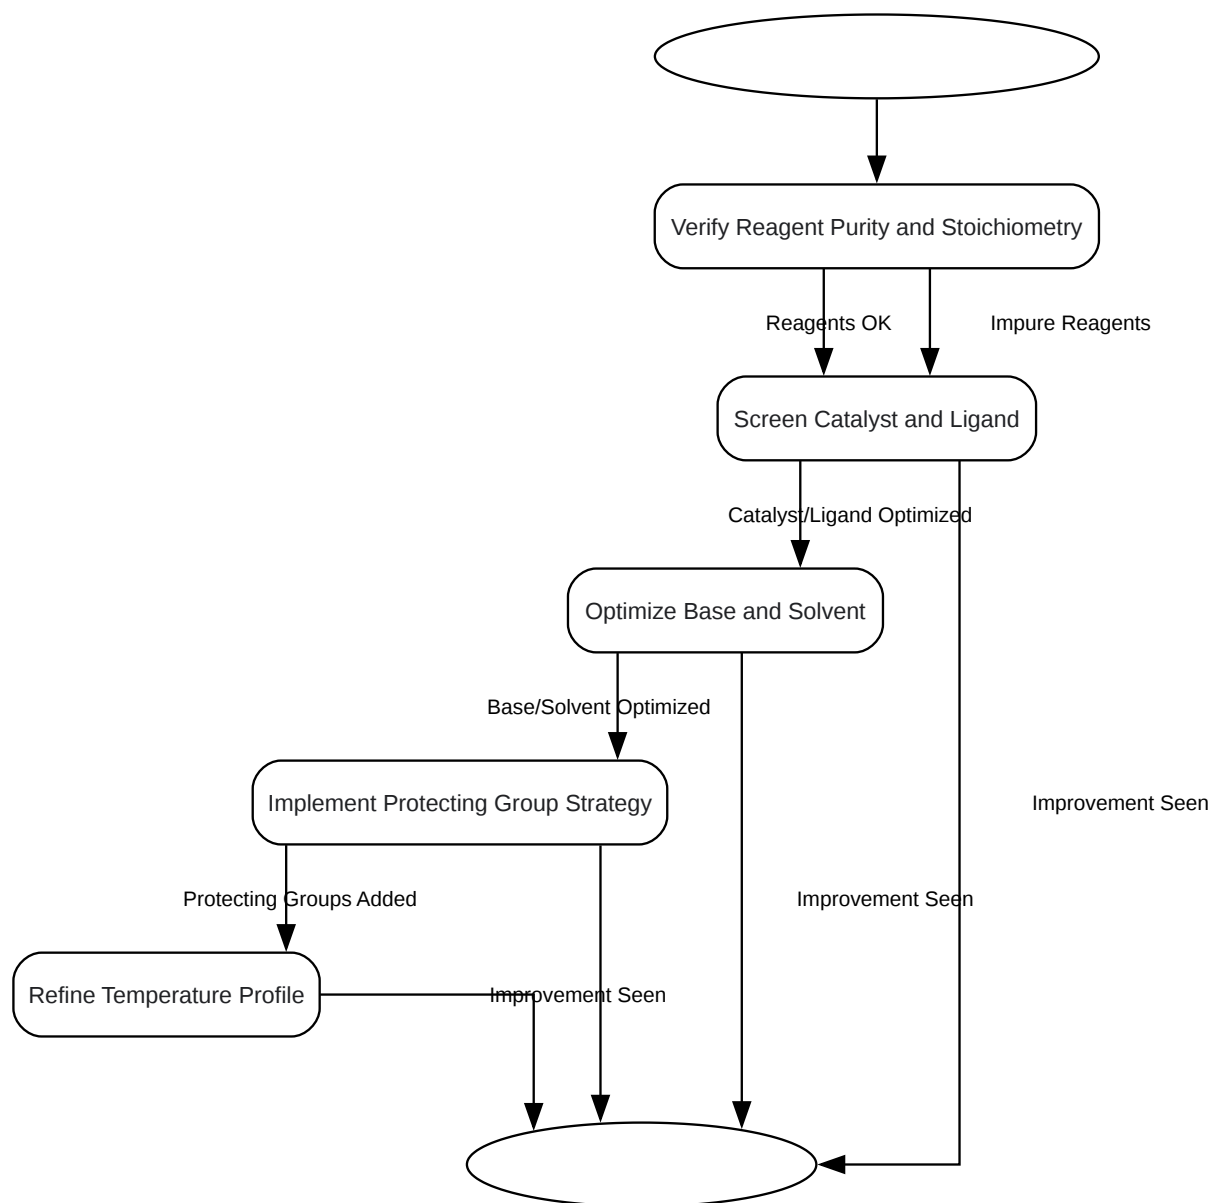 Verify Reagent Purity and Stoichiometry
Reagents OK
Impure Reagents
Screen Catalyst and Ligand
Catalyst/Ligand Optimized
Optimize Base and Solvent
Base/Solvent Optimized
Implement Protecting Group Strategy
Improvement Seen
Protecting Groups Added
Improvement Seen
Refine Temperature Profile
Improvement Seen